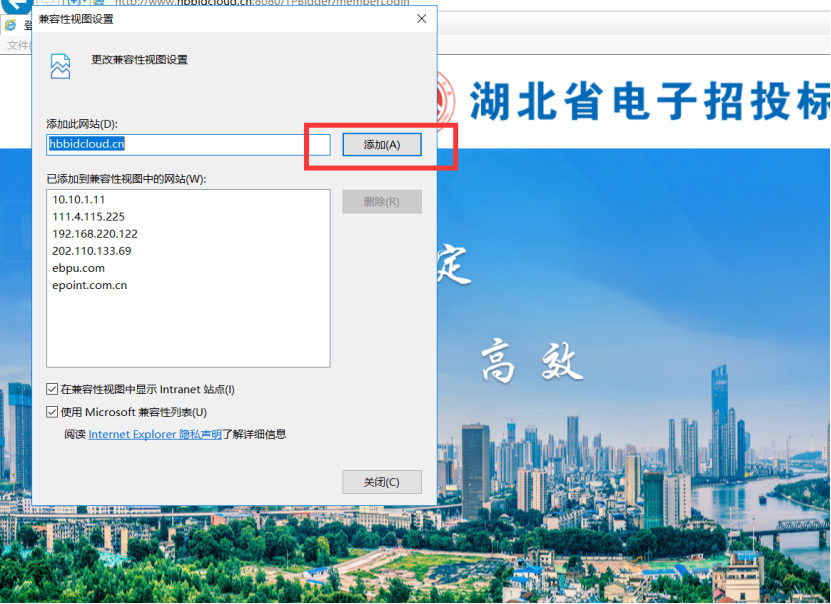 http://www.hbbidcloud.cn:8080/TPBidder/memberLogin
兼容性视图设置
文件(
更改兼容性视图设置
湖北省电子招投标
添加此网站(D):
hbbidcloud.cn
添加(A)
已添加到兼容性视图中的网站(W):
10.10.1.11
删除(R)
111.4.115.225
192.168.220.122
202.110.133.69
ebpu.com
epoint.com.cn
定
高 效
在兼容性视图中显示 Intranet 站点(I)
使用 Microsoft 兼容性列表(U)
阅读 Internet Explorer 隐私声明了解详细信息
关闭(C)